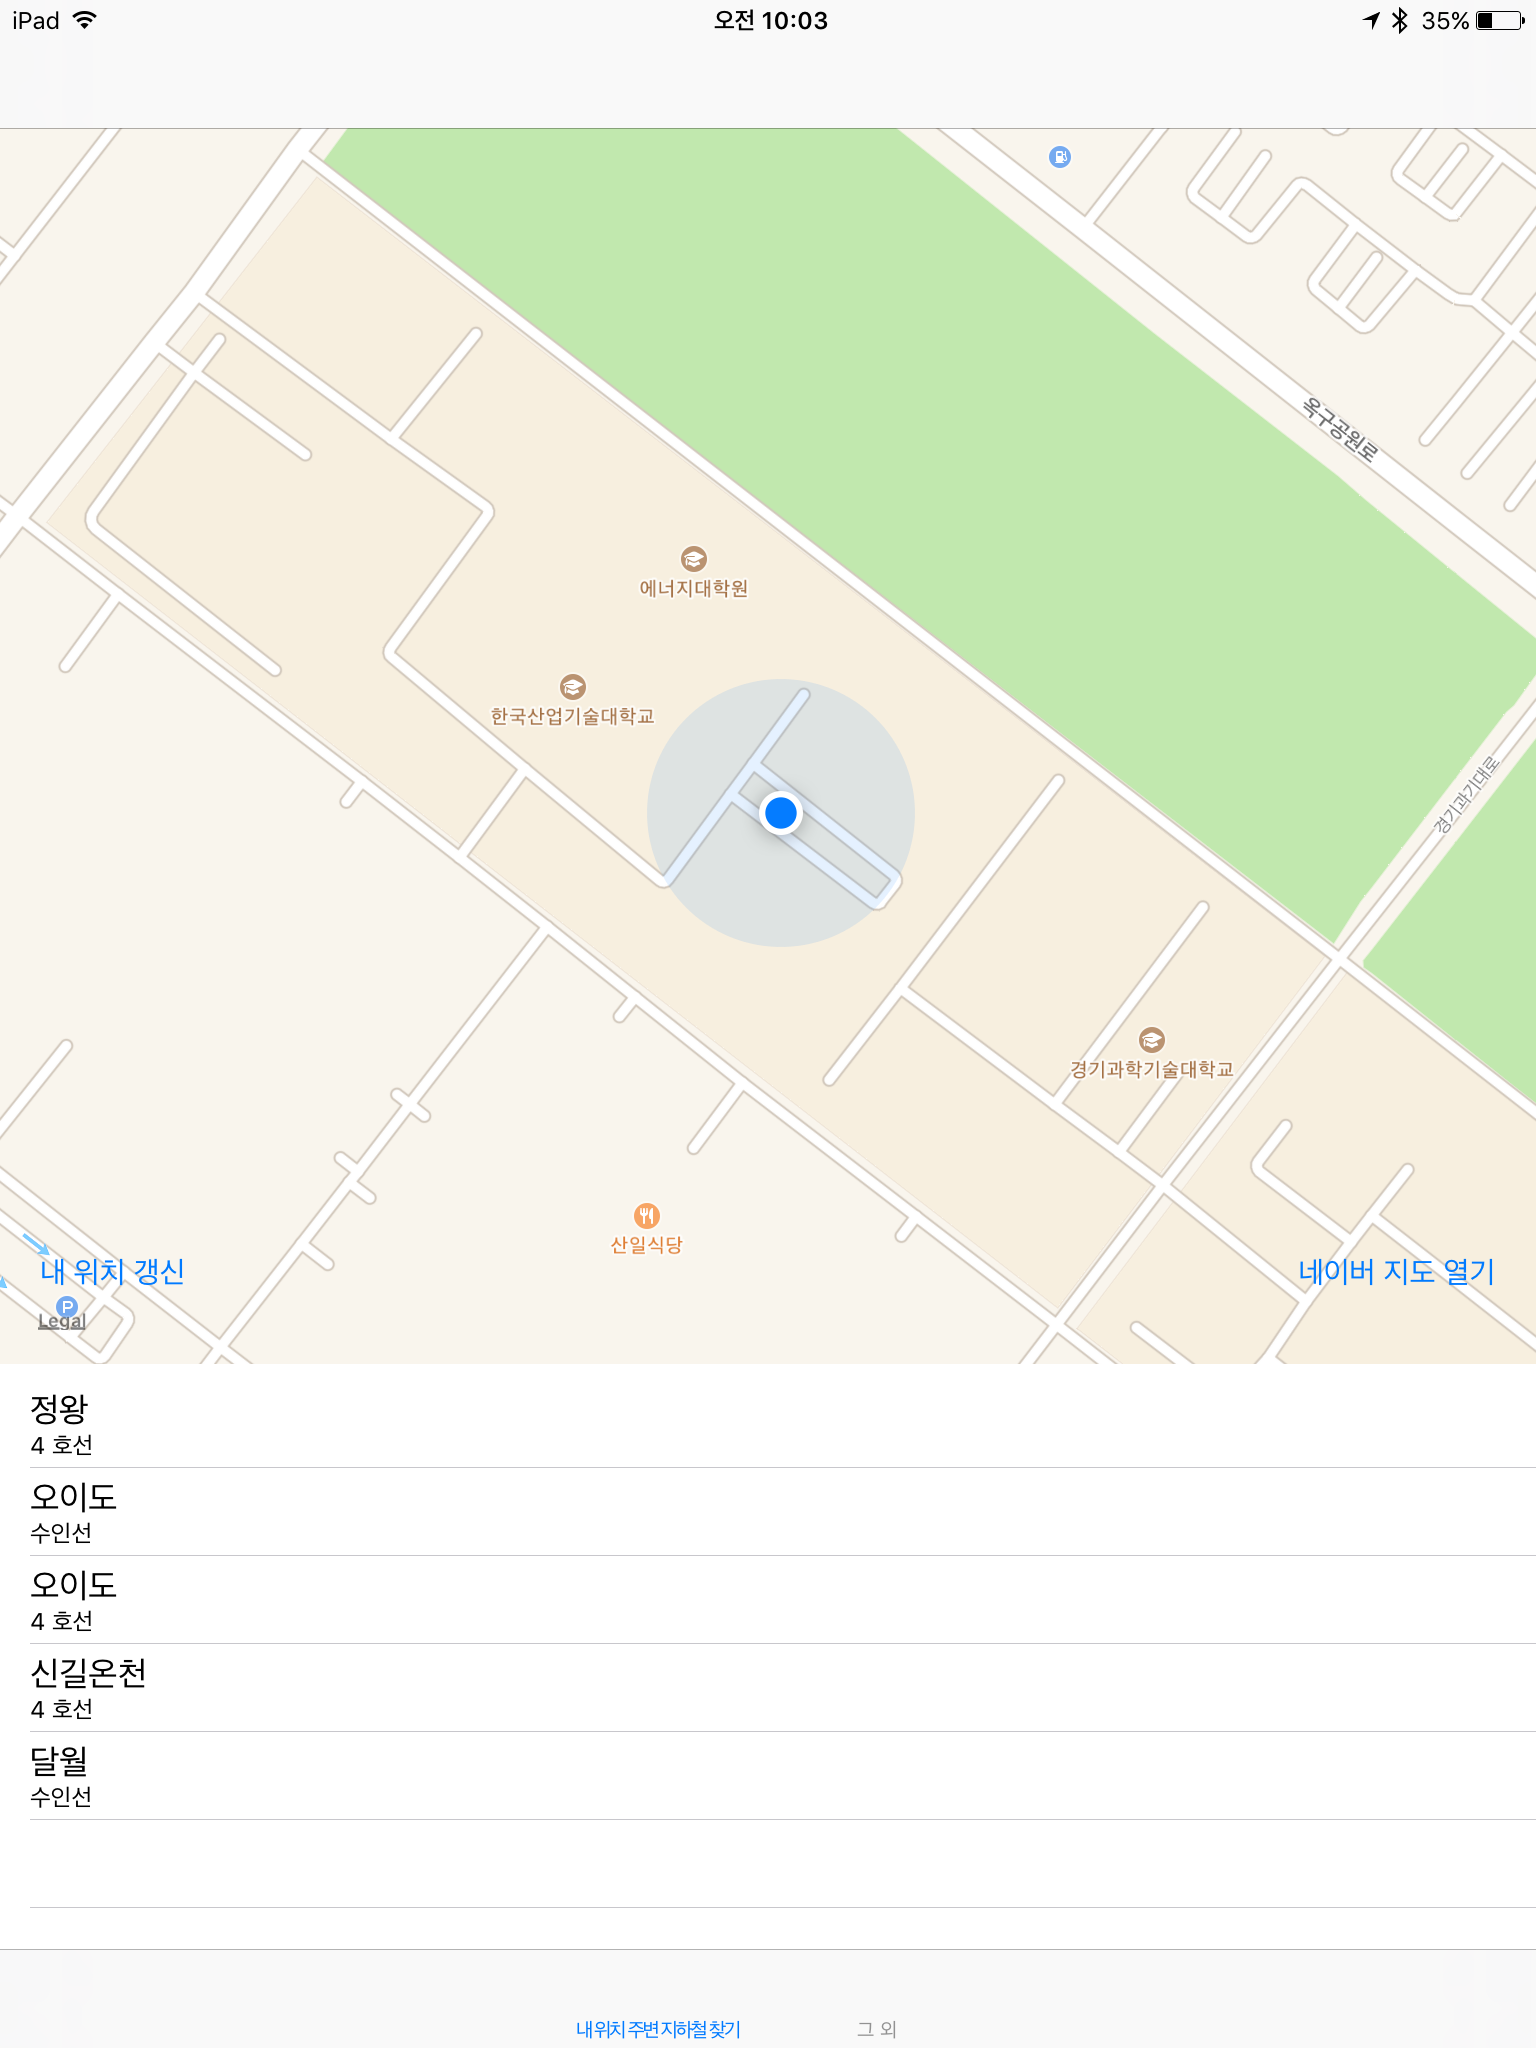 iPad
오전 10:03
35%
옥구공원로
에너지대학원
한국산업기술대학교
경기과기대로
경기과학기술대학교
산일식당
내 위치 갱신
네이버 지도 열기
P
Legal
정왕
4 호선
오이도
수인선
오이도
4 호선
신길온천
4 호선
달월
수인선
내 위치 주변 지하철 찾기
그 외